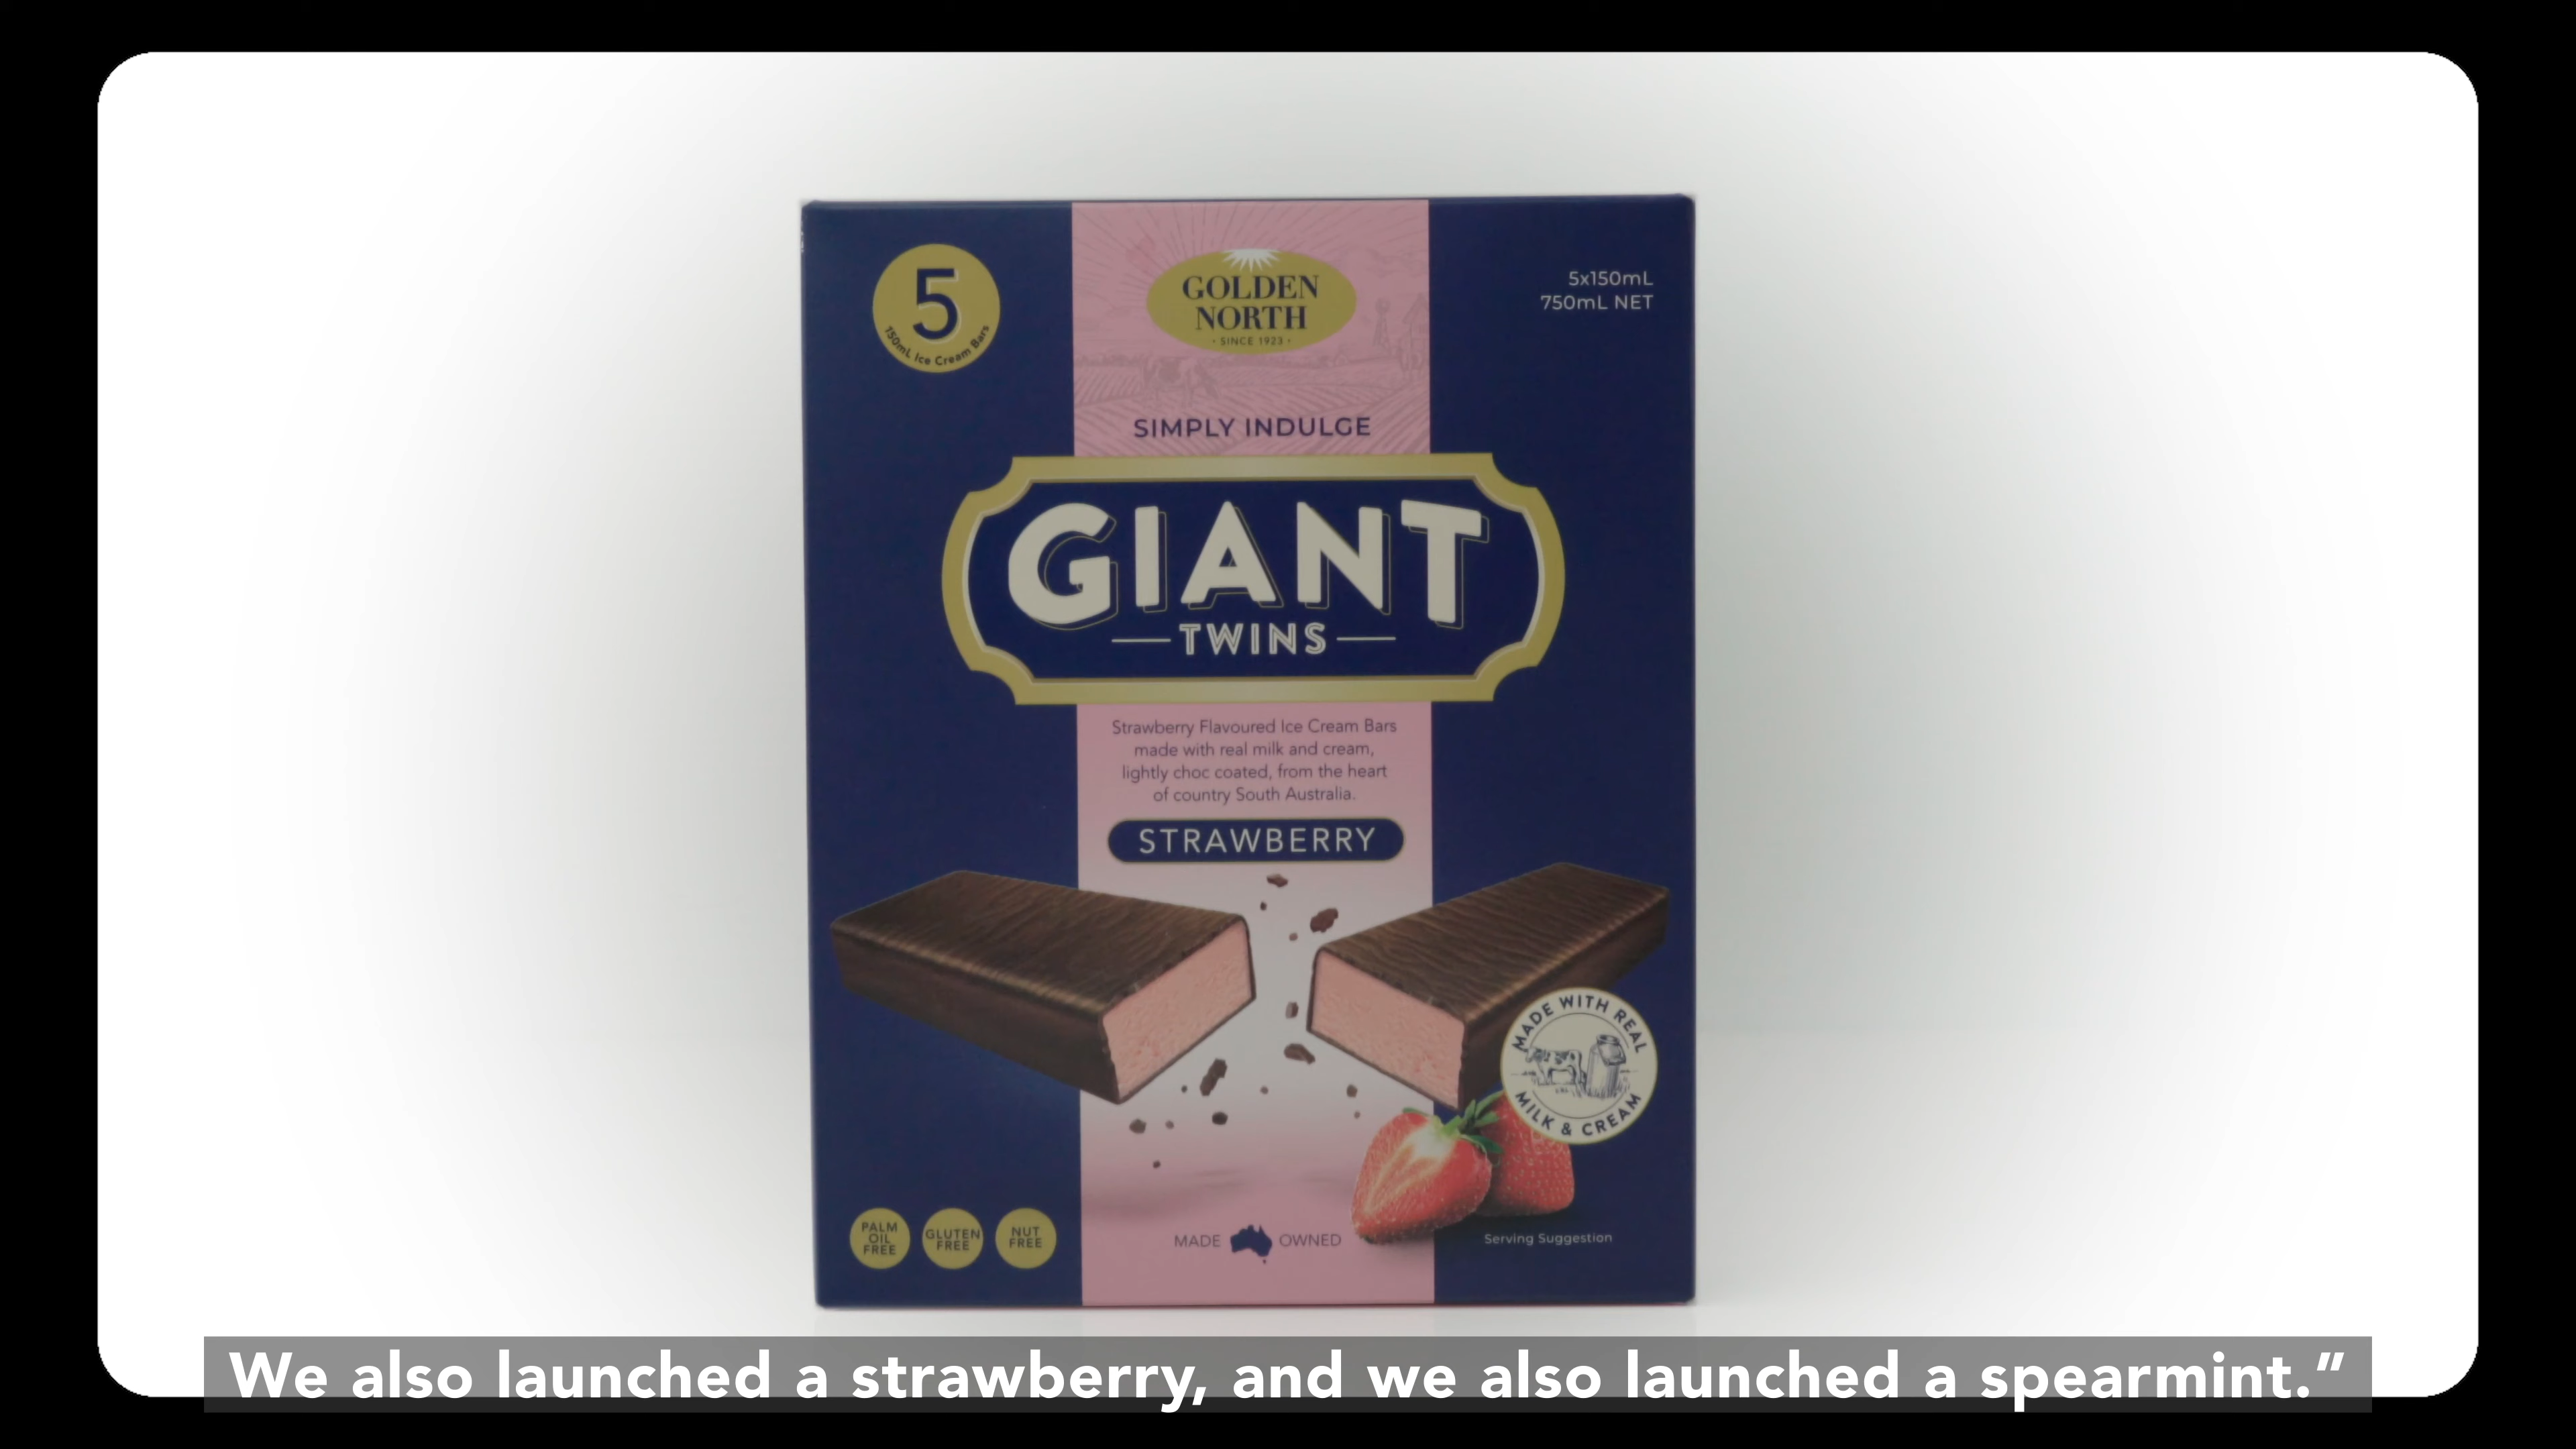 5
150mL Ice Cream Bars
GOLDEN
NORTH
• SINCE 1923 •
5x150mL
750mL NET
SIMPLY INDULGE
GIANT
TWINS
Strawberry Flavoured Ice Cream Bars
made with real milk and cream,
lightly choc coated, from the heart
of country South Australia.
STRAWBERRY
MADE WITH REAL
MILK & CREAM
PALM
OIL
FREE
GLUTEN
FREE
NUT
FREE
MADE OWNED
Serving Suggestion
We also launched a strawberry, and we also launched a spearmint.”